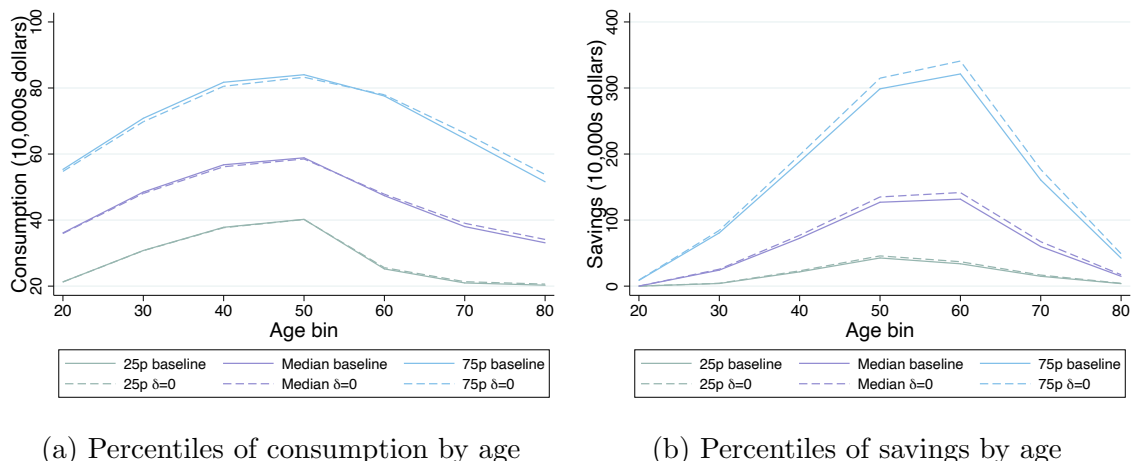 Consumption (10,000s dollars)
100
80
60
40
20
20 30 40 50 60 70 80
Age bin
25p baseline Median baseline 75p baseline
25p δ=0 Median δ=0 75p δ=0
(a) Percentiles of consumption by age
Savings (10,000s dollars)
400
300
200
100
0
20 30 40 50 60 70 80
Age bin
25p baseline Median baseline 75p baseline
25p δ=0 Median δ=0 75p δ=0
(b) Percentiles of savings by age